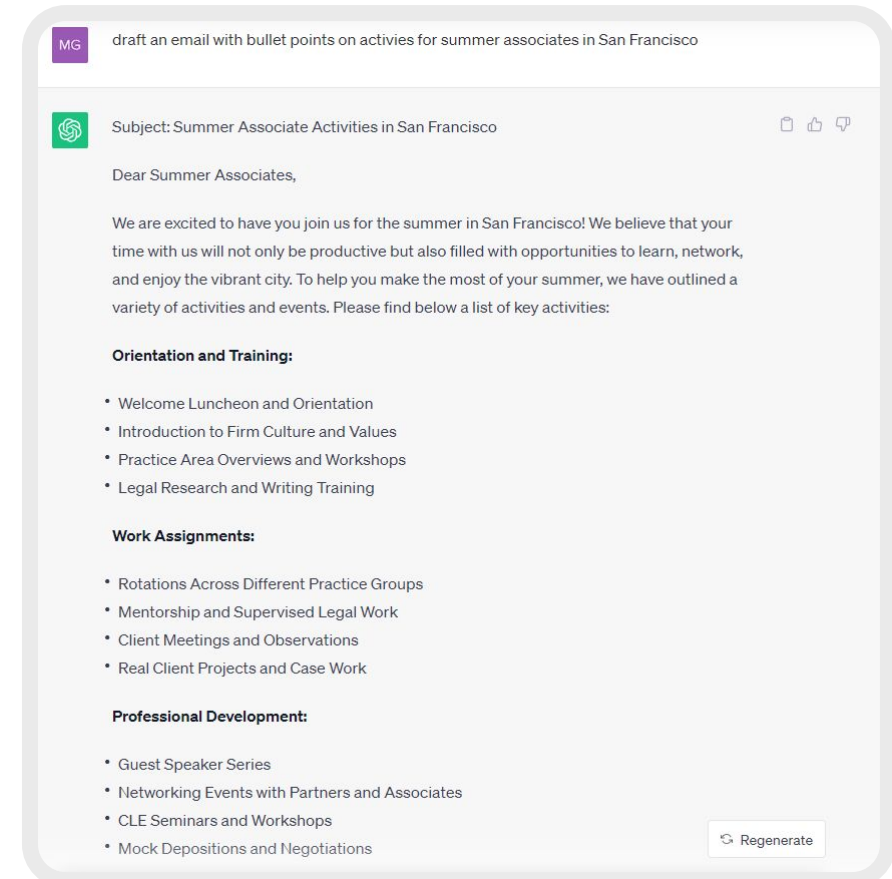 MG
draft an email with bullet points on activies for summer associates in San Francisco
Subject: Summer Associate Activities in San Francisco
Dear Summer Associates,
We are excited to have you join us for the summer in San Francisco! We believe that your
time with us will not only be productive but also filled with opportunities to learn, network,
and enjoy the vibrant city. To help you make the most of your summer, we have outlined a
variety of activities and events. Please find below a list of key activities:
Orientation and Training:
• Welcome Luncheon and Orientation
• Introduction to Firm Culture and Values
• Practice Area Overviews and Workshops
• Legal Research and Writing Training
Work Assignments:
• Rotations Across Different Practice Groups
• Mentorship and Supervised Legal Work
• Client Meetings and Observations
• Real Client Projects and Case Work
Professional Development:
• Guest Speaker Series
• Networking Events with Partners and Associates
• CLE Seminars and Workshops
• Mock Depositions and Negotiations
Regenerate